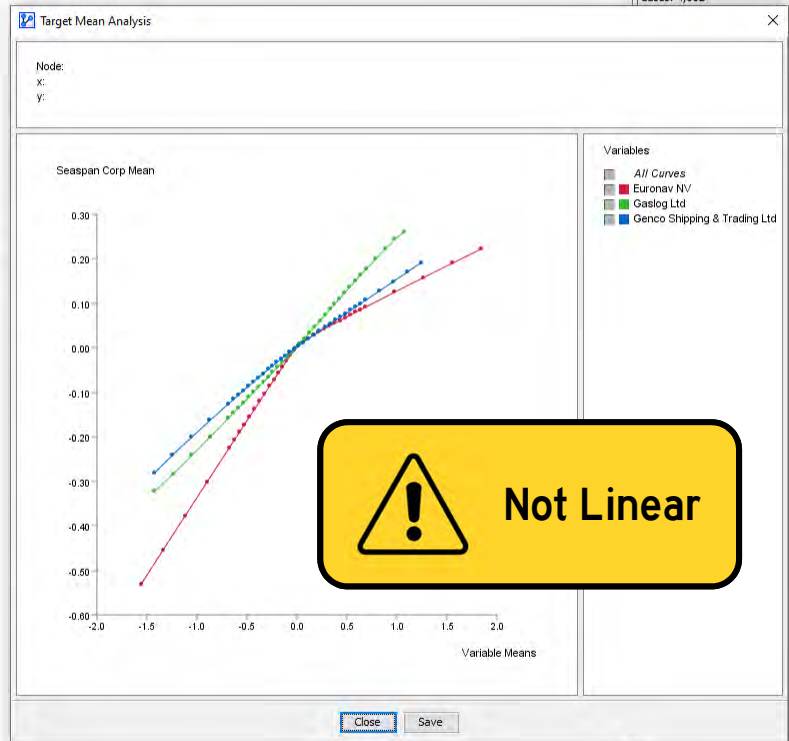 Target Mean Analysis
Node:
x:
y:
Seaspan Corp Mean
0.30
0.20
0.10
0.00
-0.10
-0.20
-0.30
-0.40
-0.50
-0.60
-2.0 -1.5 -1.0 -0.5 0.0 0.5 1.0 1.5 2.0
Variable Means
Variables
All Curves
Euronav NV
Gaslog Ltd
Genco Shipping & Trading Ltd
Not Linear
Close Save